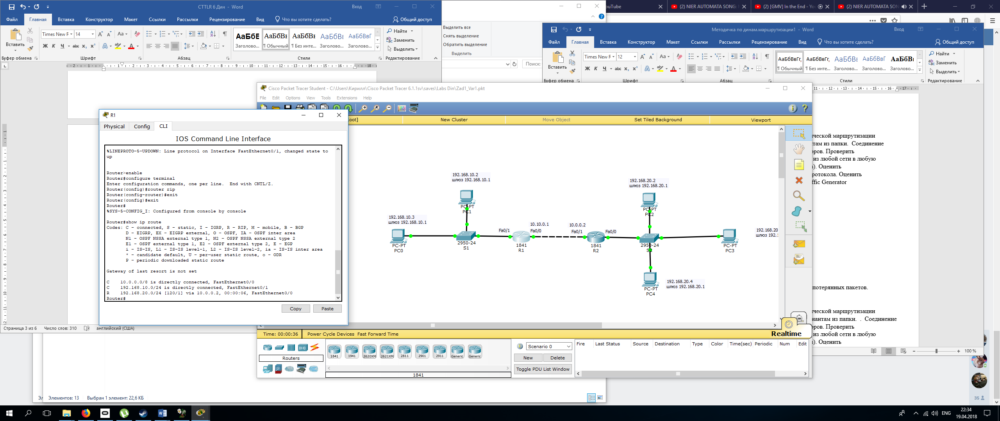 CTTLR 6 Дин - Word
Вход
Файл
Главная
Вставка
Конструктор
Макет
Ссылки
Рассылки
Рецензирование
Вид
Что вы хотите сделать?
Общий доступ
Вставить
Буфер обмена
Times New R
14
Шрифт
Абзац
Заголово...
¶ Обычный
¶ Без инте...
Заголово...
Заголово...
Стили
Найти
Заменить
Выделить
Редактирование
Выделить все
Снять выделение
Обратить выделение
Выделить
Поиск:
ouTube
(2) NIER AUTOMATA SONG:
(2) [GMV] In the End - Yo
(2) NIER AUTOMATA SON
Методичка по динам.маршрутизации1 - Word
Вход
Файл
Главная
Вставка
Конструктор
Макет
Ссылки
Рассылки
Рецензирование
Вид
Что вы хотите сделать?
Общий доступ
Вставить
Буфер обмена
Times New R
12
Шрифт
Абзац
¶ Обычный
¶ Без инте...
Заголово...
Заголово...
Заголово...
Стили
Найти
Заменить
Выделить
Редактирование
Cisco Packet Tracer Student - C:\Users\Кирилл\Cisco Packet Tracer 6.1.1sv\saves\Labs Din\Zad1_Var1.pkt
File Edit Options View Tools Extensions Help
oot]
New Cluster
Move Object
Set Tiled Background
Viewport
R1
Physical
Config
CLI
IOS Command Line Interface
%LINEPROTO-5-UPDOWN: Line protocol on Interface FastEthernet0/1, changed state to
up
Router>enable
Router#configure terminal
Enter configuration commands, one per line.  End with CNTL/Z.
Router(config)#router rip
Router(config-router)#exit
Router(config)#exit
Router#
%SYS-5-CONFIG_I: Configured from console by console
Router#show ip route
Codes: C - connected, S - static, I - IGRP, R - RIP, M - mobile, B - BGP
D - EIGRP, EX - EIGRP external, O - OSPF, IA - OSPF inter area
N1 - OSPF NSSA external type 1, N2 - OSPF NSSA external type 2
E1 - OSPF external type 1, E2 - OSPF external type 2, E - EGP
i - IS-IS, L1 - IS-IS level-1, L2 - IS-IS level-2, ia - IS-IS inter area
* - candidate default, U - per-user static route, o - ODR
P - periodic downloaded static route
Gateway of last resort is not set
C    10.0.0.0/8 is directly connected, FastEthernet0/0
C    192.168.10.0/24 is directly connected, FastEthernet0/1
R    192.168.20.0/24 [120/1] via 10.0.0.2, 00:00:06, FastEthernet0/0
Router#
Copy
Paste
192.168.10.2
шлюз 192.168.10.1
PC-PT
PC1
192.168.10.3
шлюз 192.168.10.1
PC-PT
PC0
2950-24
S1
Fa0/1
10.10.0.1
Fa0/0
1841
R1
10.0.0.2
Fa0/1
Fa0/0
1841
R2
192.168.20.2
шлюз 192.168.20.1
PC-PT
PC2
2950-24
S2
192.168.20
шлюз 192.1
PC-PT
PC3
192.168.20.4
шлюз 192.168.20.1
PC-PT
PC4
ической маршрутизации
нтам из папки.  Соединение
оров. Проверить
из любой сети в любую
в). Оценить
ротокола. Оценить
ffic Generator
потерянных пакетов.
ической маршрутизации
иантам из папки.  .  Соединение
оров. Проверить
из любой сети в любую
в). Оценить
100 %
Страница 3 из 6
Число слов: 310
английский (США)
Time: 00:00:36
Power Cycle Devices  Fast Forward Time
Realtime
Routers
1841
1941
2620XM
2621XM
2811
2901
2911
Generic
Generic
1841
Scenario 0
New
Delete
Toggle PDU List Window
Fire
Last Status
Source
Destination
Type
Color
Time(sec)
Periodic
Num
Edit
Эл
Элементов: 13
Выбран 1 элемент: 22,6 КБ
35
ENG
22:34
19.04.2018